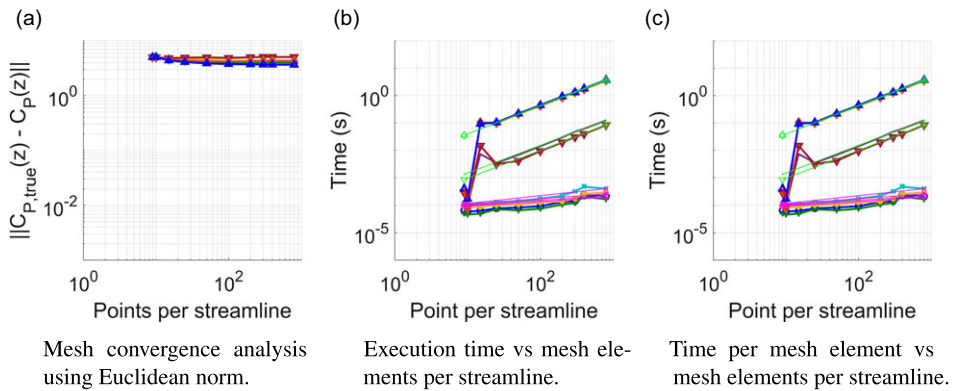 (a)
||C_P,true(z) - C_P(z)||
10^0
10^-2
10^0
10^2
Points per streamline
Mesh convergence analysis
using Euclidean norm.
(b)
Time (s)
10^0
10^-5
10^0
10^2
Point per streamline
Execution time vs mesh ele-
ments per streamline.
(c)
Time (s)
10^0
10^-5
10^0
10^2
Point per streamline
Time per mesh element vs
mesh elements per streamline.